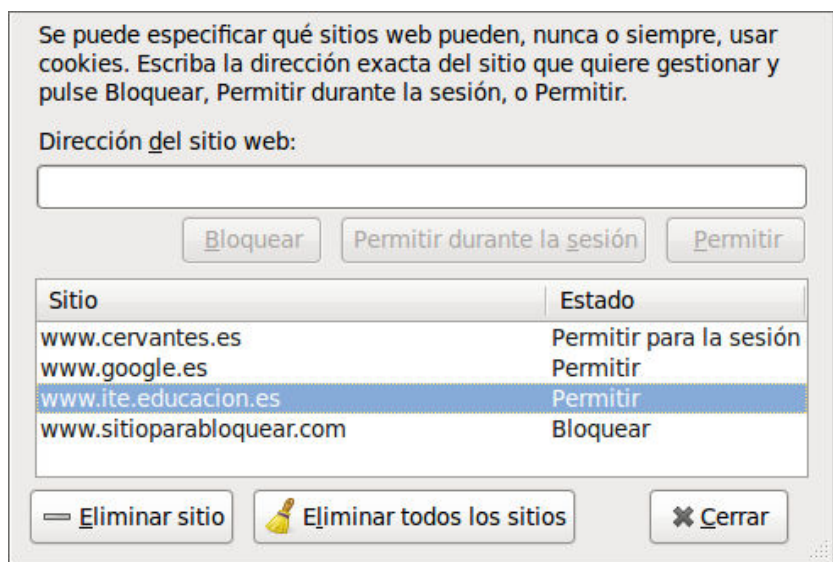 Se puede especificar qué sitios web pueden, nunca o siempre, usar
cookies. Escriba la dirección exacta del sitio que quiere gestionar y
pulse Bloquear, Permitir durante la sesión, o Permitir.
Dirección del sitio web:
Bloquear Permitir durante la sesión Permitir
Sitio Estado
www.cervantes.es Permitir para la sesión
www.google.es Permitir
www.ite.educacion.es Permitir
www.sitioparabloquear.com Bloquear
Eliminar sitio Eliminar todos los sitios Cerrar